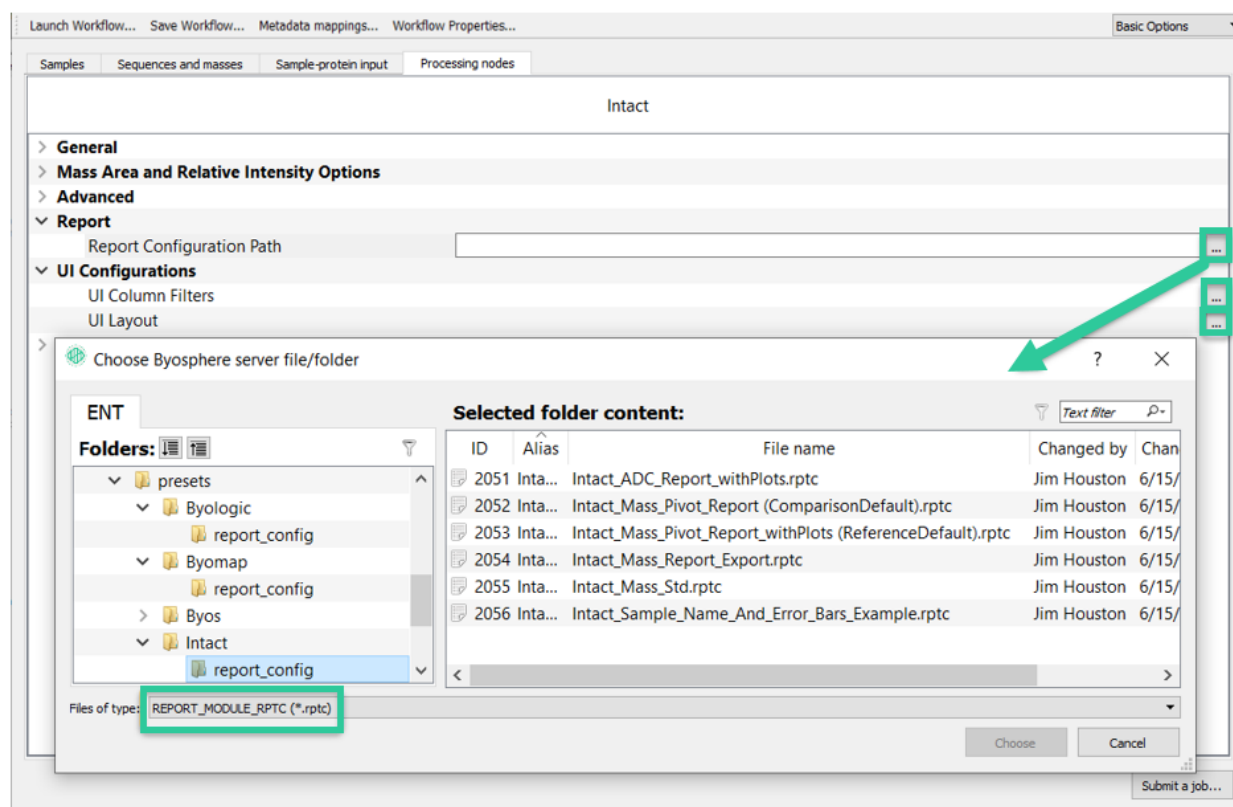 Launch Workflow... Save Workflow... Metadata mappings... Workflow Properties... Basic Options
Samples Sequences and masses Sample-protein input Processing nodes
Intact
General
Mass Area and Relative Intensity Options
Advanced
Report
Report Configuration Path ...
UI Configurations
UI Column Filters ...
UI Layout ...
Choose Byosphere server file/folder ?
ENT
Selected folder content: Text filter
Folders:
ID Alias File name Changed by Chan
presets
Byologic
report_config
Byomap
report_config
Byos
Intact
report_config
2051 Inta... Intact_ADC_Report_withPlots.rptc Jim Houston 6/15/
2052 Inta... Intact_Mass_Pivot_Report (ComparisonDefault).rptc Jim Houston 6/15/
2053 Inta... Intact_Mass_Pivot_Report_withPlots (ReferenceDefault).rptc Jim Houston 6/15/
2054 Inta... Intact_Mass_Report_Export.rptc Jim Houston 6/15/
2055 Inta... Intact_Mass_Std.rptc Jim Houston 6/15/
2056 Inta... Intact_Sample_Name_And_Error_Bars_Example.rptc Jim Houston 6/15/
Files of type: REPORT_MODULE_RPTC (*.rptc)
Choose Cancel
Submit a job...